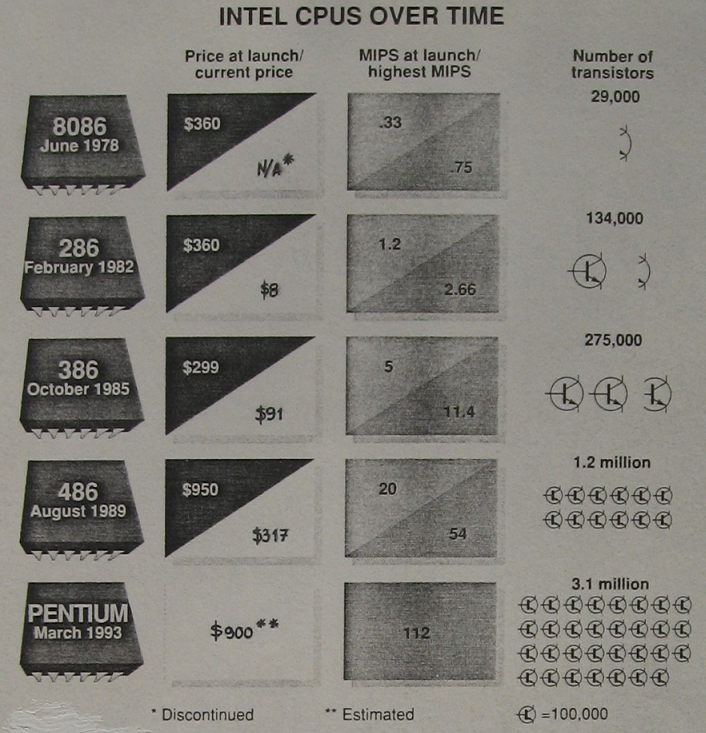 INTEL CPUS OVER TIME
Price at launch/
current price
MIPS at launch/
highest MIPS
Number of
transistors
8086
June 1978
$360
N/A*
.33
.75
29,000
286
February 1982
$360
$8
1.2
2.66
134,000
386
October 1985
$299
$91
5
11.4
275,000
486
August 1989
$950
$317
20
54
1.2 million
PENTIUM
March 1993
$900**
112
3.1 million
* Discontinued
** Estimated
=100,000